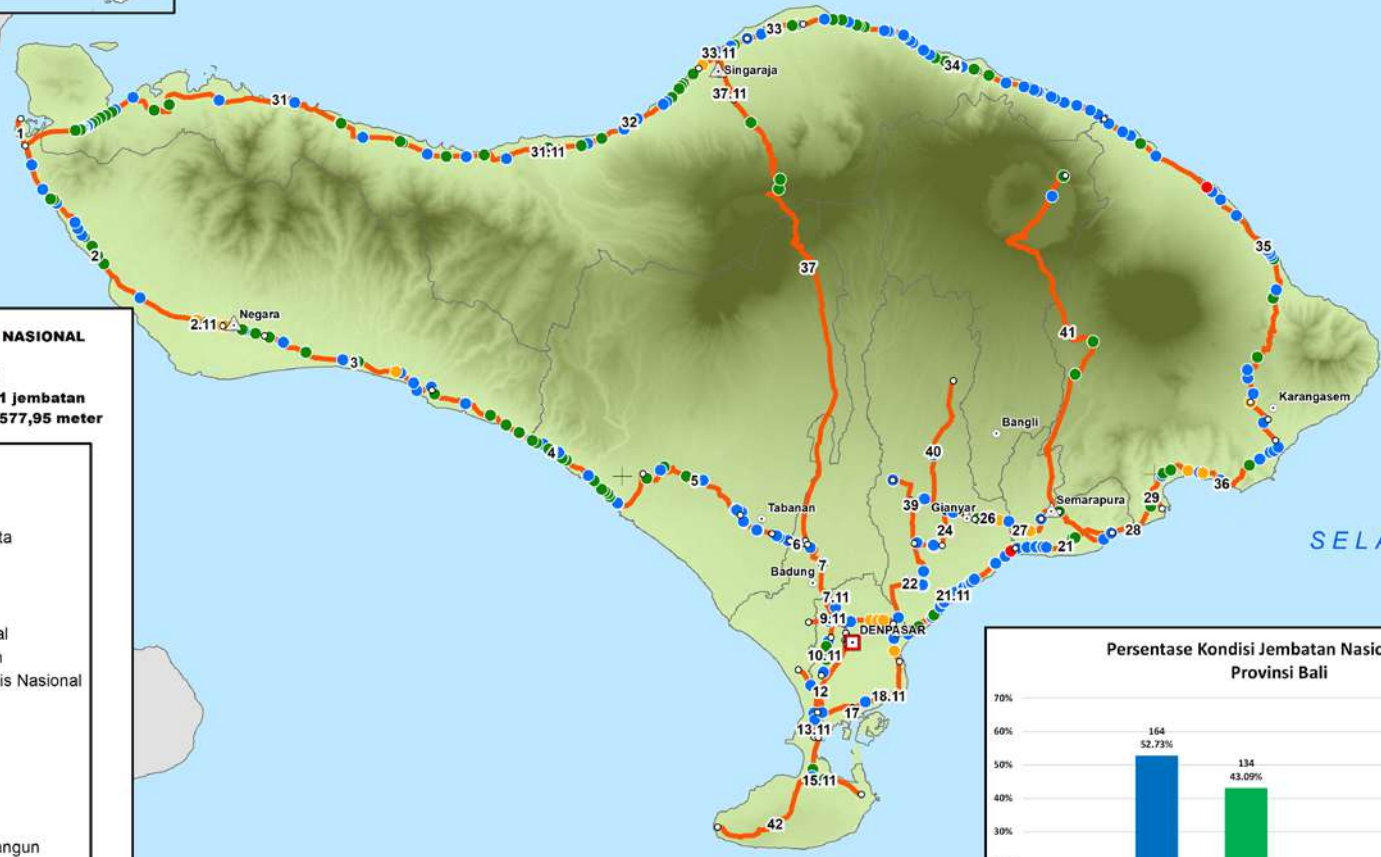 33
33.11
Singaraja
34
37.11
31
32
1
31.11
35
2
37
Negara
2.11
NASIONAL
41
3
1 jembatan
577,95 meter
Karangasem
40
Bangli
4
5
36
Tabanan
39
Gianyar
26
Semarapura
29
24
27
28
6
21
SELA
7
Badung
22
21.11
7.11
9.11
DENPASAR
10.11
ta
al
n
is Nasional
12
18.11
17
13.11
15.11
42
angun
Persentase Kondisi Jembatan Nasio
Provinsi Bali
70%
60%
50%
40%
30%
164
52.73%
134
43.09%